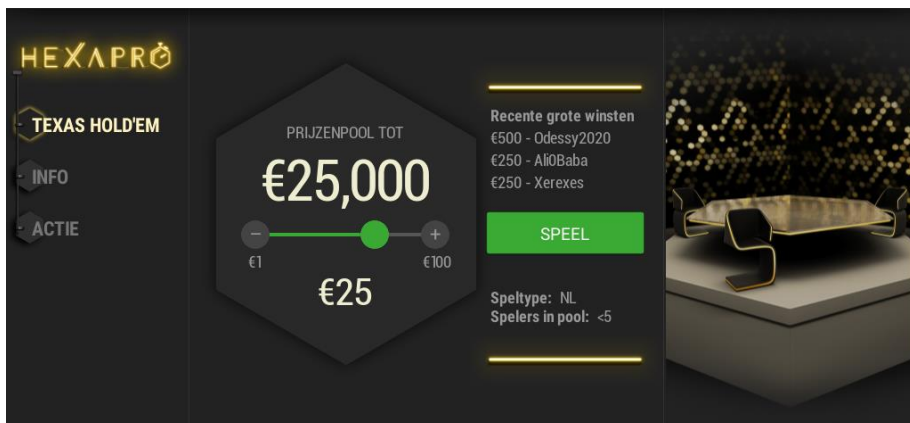 HEXAPRO
TEXAS HOLD'EM
INFO
ACTIE
PRIJZENPOOL TOT
€25,000
−
+
€1
€100
€25
Recente grote winsten
€500 - Odessy2020
€250 - Ali0Baba
€250 - Xerexes
SPEEL
Speltype: NL
Spelers in pool: <5